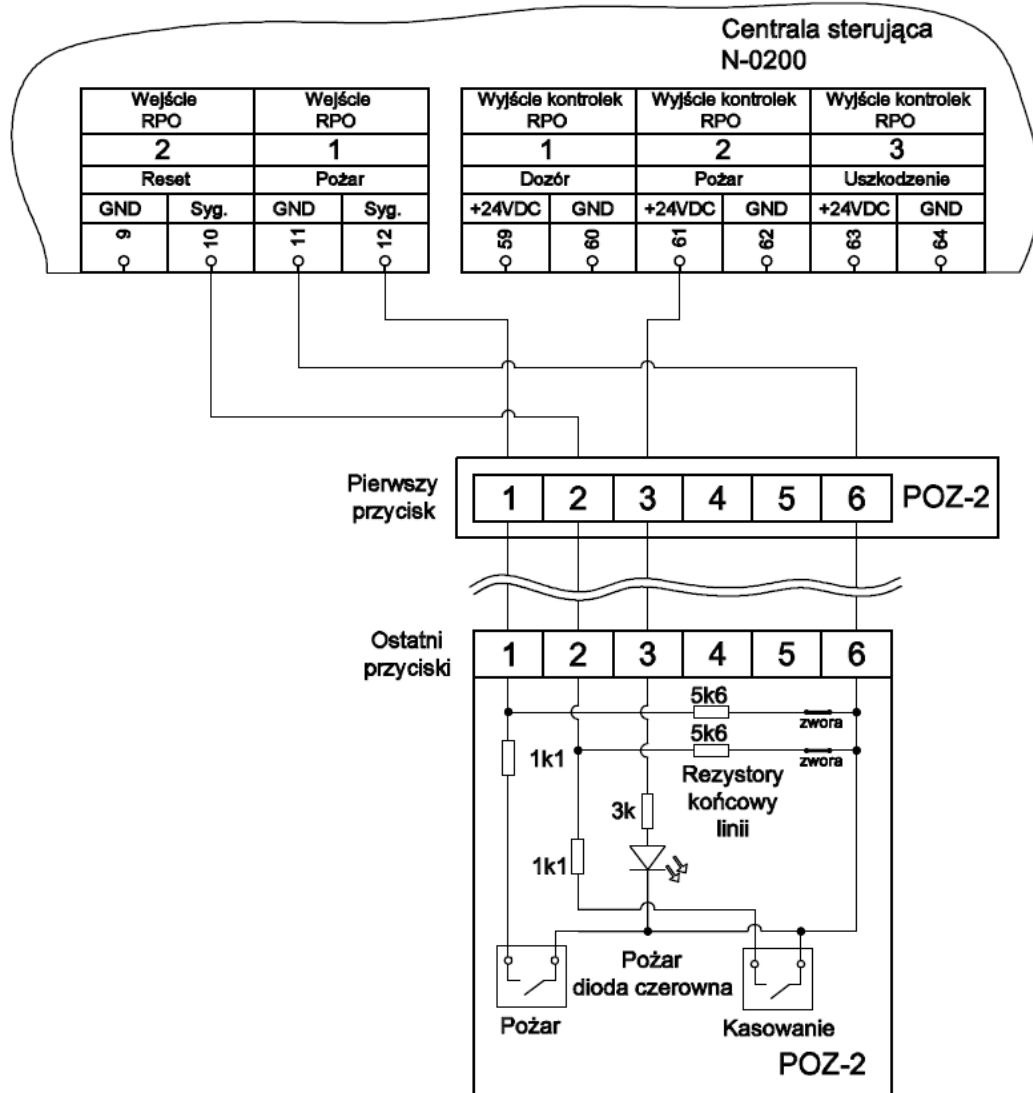 Centrala sterująca
N-0200
Wejście
RPO
Wejście
RPO
Wyjście kontrolek
RPO
Wyjście kontrolek
RPO
Wyjście kontrolek
RPO
2
1
1
2
3
Reset
Pożar
Dozór
Pożar
Uszkodzenie
GND
Syg.
GND
Syg.
+24VDC
GND
+24VDC
GND
+24VDC
GND
9
10
11
12
59
60
61
62
63
64
Pierwszy
przycisk
1
2
3
4
5
6
POZ-2
Ostatni
przyciski
1
2
3
4
5
6
5k6
zwora
5k6
zwora
1k1
Rezystory
końcowy
linii
3k
1k1
Pożar
dioda czerowna
Pożar
Kasowanie
POZ-2